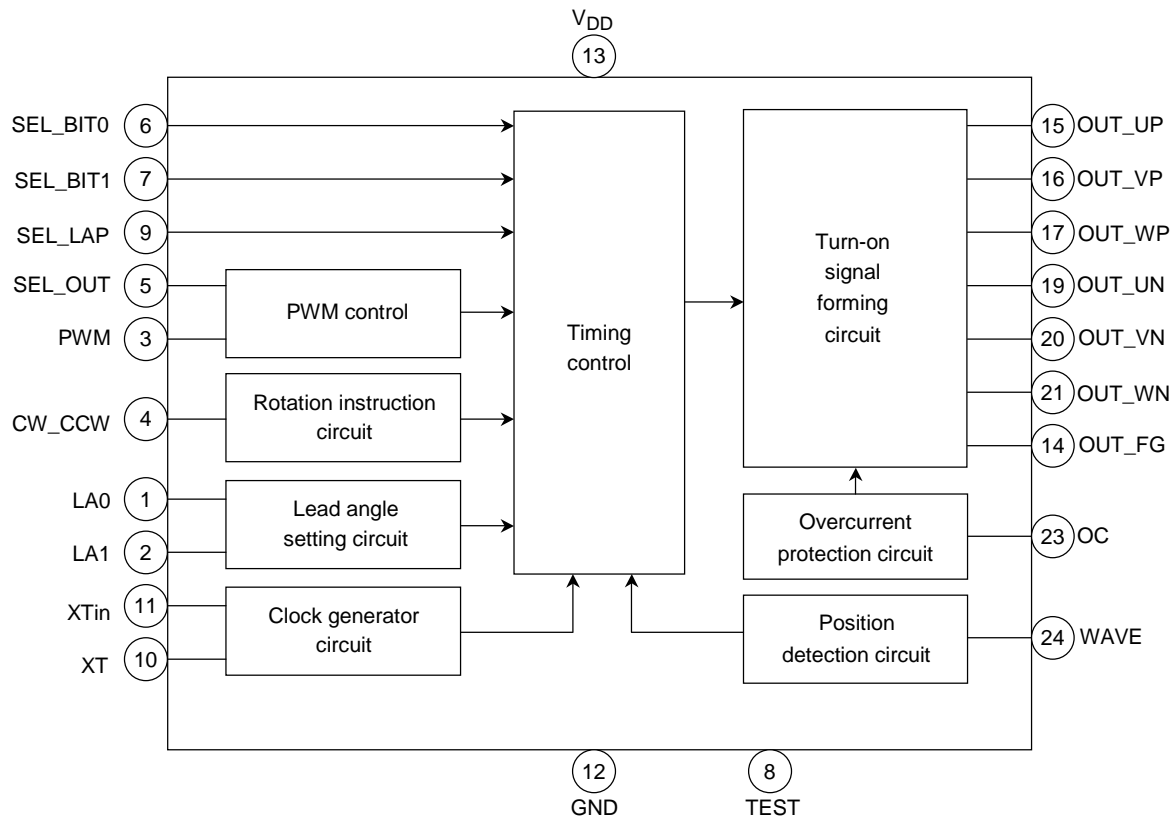 VDD
13
SEL_BIT0
6
SEL_BIT1
7
SEL_LAP
9
SEL_OUT
5
PWM
3
CW_CCW
4
LA0
1
LA1
2
XTin
11
XT
10
PWM control
Rotation instruction
circuit
Lead angle
setting circuit
Clock generator
circuit
Timing
control
Turn-on
signal
forming
circuit
Overcurrent
protection circuit
Position
detection circuit
15
OUT_UP
16
OUT_VP
17
OUT_WP
19
OUT_UN
20
OUT_VN
21
OUT_WN
14
OUT_FG
23
OC
24
WAVE
12
GND
8
TEST